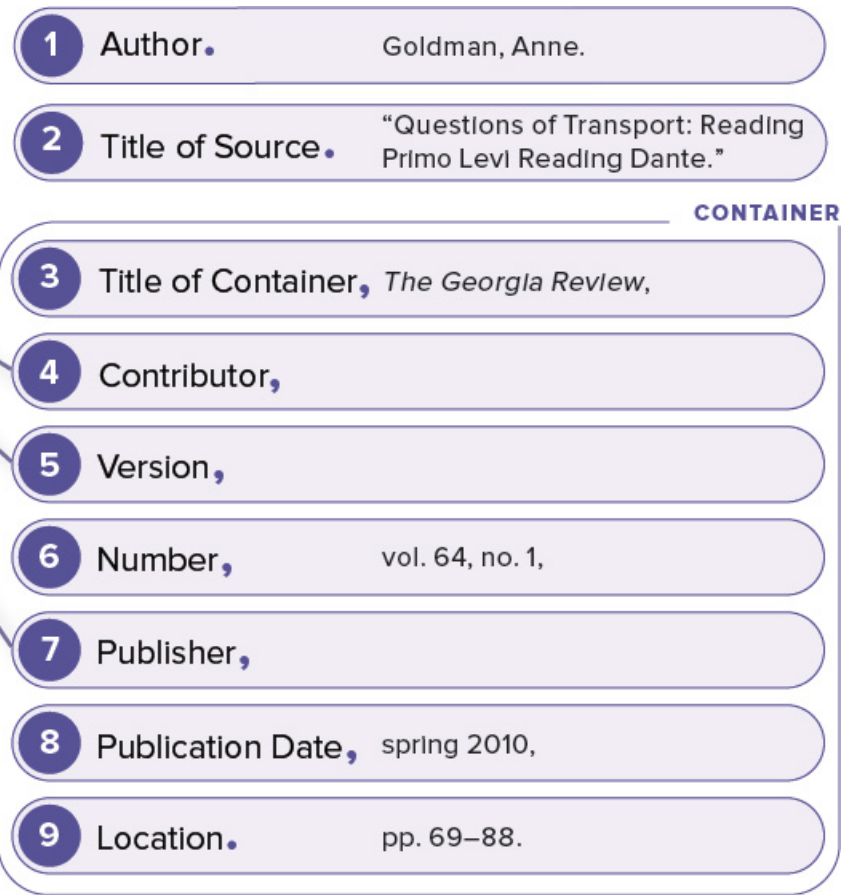 1 Author. Goldman, Anne.
2 Title of Source. “Questions of Transport: Reading
Primo Levi Reading Dante.”
CONTAINER
3 Title of Container, The Georgia Review,
4 Contributor,
5 Version,
6 Number, vol. 64, no. 1,
7 Publisher,
8 Publication Date, spring 2010,
9 Location. pp. 69–88.